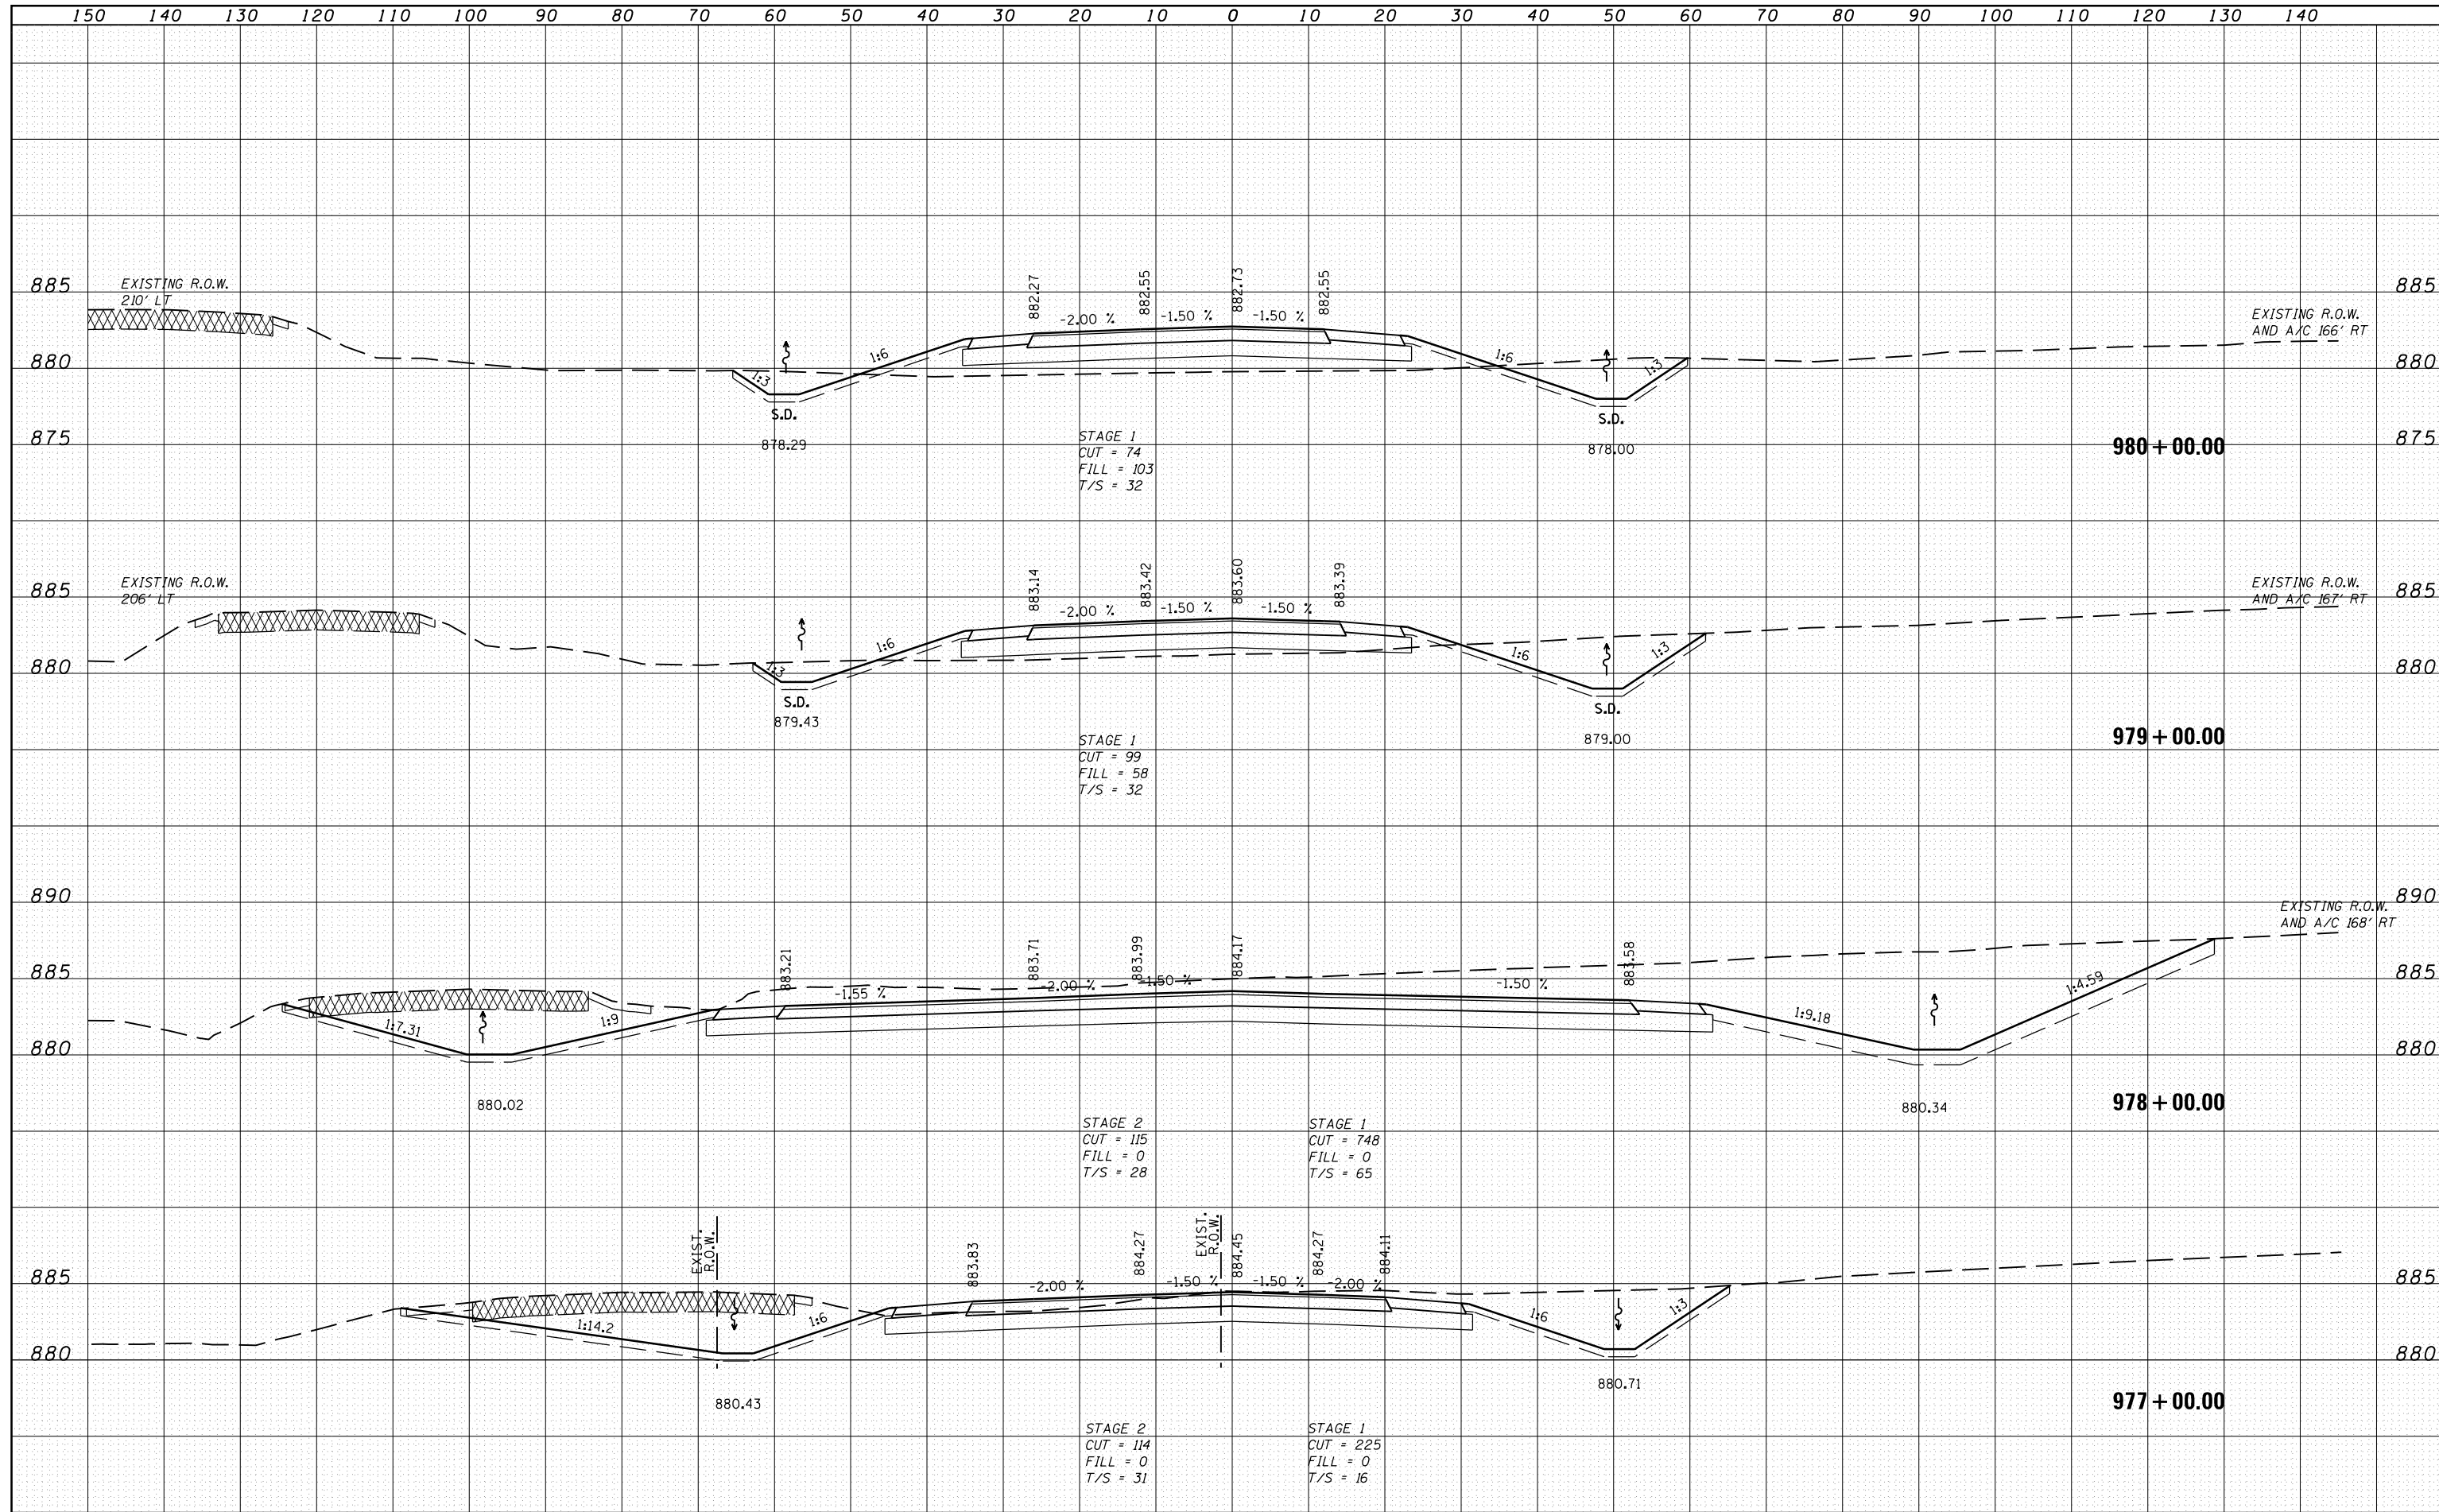 150 140 130 120 110 100 90 80 70 60 50 40 30 20 10 0 10 20 30 40 50 60 70 80 90 100 110 120 130 140
882.27 882.55 882.73 882.55
885 EXISTING R.O.W. 885
210' LT
EXISTING R.O.W.
AND A/C 166' RT
-2.00 % -1.50 % -1.50 %
1:6 1:6
880 880
1:3 1:3
S.D. S.D.
878.29 878.00
875 875
STAGE 1
CUT = 74
FILL = 103
T/S = 32
980+00.00
883.14 883.42 883.60 883.39
EXISTING R.O.W.
206' LT
EXISTING R.O.W.
AND A/C 167' RT
885 885
-2.00 % -1.50 % -1.50 %
1:6 1:6
1:3 1:3
880 880
S.D. S.D.
879.43 879.00
979+00.00
STAGE 1
CUT = 99
FILL = 58
T/S = 32
890 890
EXISTING R.O.W.
AND A/C 168' RT
883.21 883.71 883.99 884.17 883.58
885 885
-1.55 % -2.00 % -1.50 % -1.50 %
1:7.31 1:9 1:9.18 1:4.59
880 880
880.02 880.34
978+00.00
STAGE 2
CUT = 115
FILL = 0
T/S = 28
STAGE 1
CUT = 748
FILL = 0
T/S = 65
EXIST.
R.O.W.
EXIST.
R.O.W.
883.83 884.27 884.45 884.27 884.11
885 885
-2.00 % -1.50 % -1.50 % -2.00 %
1:14.2 1:6 1:6 1:3
880 880
880.43 880.71
977+00.00
STAGE 2
CUT = 114
FILL = 0
T/S = 31
STAGE 1
CUT = 225
FILL = 0
T/S = 16